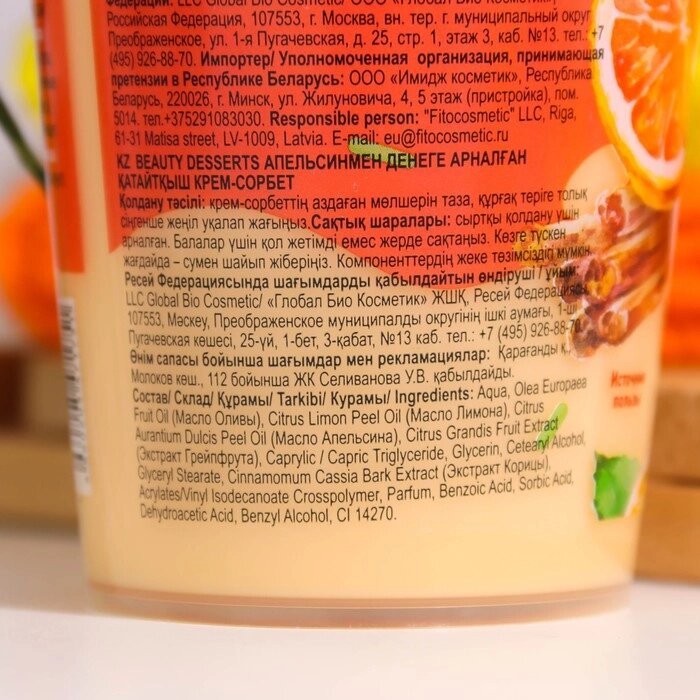 Федерации: LLC Global Bio Cosmetic/ ООО «Глобал Био Косметик»,
Российская Федерация, 107553, г. Москва, вн. тер. г. муниципальный округ
Преображенское, ул. 1-я Пугачевская, д. 25, стр. 1, этаж 3, каб. №13. тел.:+7
(495) 926-88-70. Импортер/ Уполномоченная организация, принимающая
претензии в Республике Беларусь: ООО «Имидж косметик», Республика
Беларусь, 220026, г. Минск, ул. Жилуновича, 4, 5 этаж (пристройка), пом.
5014. тел.+375291083030. Responsible person: "Fitocosmetic" LLC, Riga,
61-31 Matisa street, LV-1009, Latvia. E-mail: eu@fitocosmetic.ru
KZ BEAUTY DESSERTS АПЕЛЬСИНМЕН ДЕНЕГЕ АРНАЛҒАН
ҚАТАЙТҚЫШ КРЕМ-СОРБЕТ
Қолдану тәсілі: крем-сорбеттің аздаған мөлшерін таза, құрғақ теріге толық
сіңгенше жеңіл уқалап жағыңыз.Сақтық шаралары: сыртқы қолдану үшін
арналған. Балалар үшін қол жетімді емес жерде сақтаңыз. Көзге түскен
жағдайда – сумен шайып жіберіңіз. Компоненттердің жеке төзімсіздігі мүмкін.
Ресей Федерациясында шағымдарды қабылдайтын өндіруші / ұйым:
LLC Global Bio Cosmetic/ «Глобал Био Косметик» ЖШҚ, Ресей Федерациясы,
107553, Мәскеу, Преображенское муниципалды округінің ішкі аумағы, 1-ші
Пугачевская көшесі, 25-үй, 1-бет, 3-қабат, №13 каб. тел.: +7 (495) 926-88-70.
Өнім сапасы бойынша шағымдар мен рекламациялар: Қарағанды қ.,
Молоков көш., 112 бойынша ЖК Селиванова У.В. қабылдайды.
Состав/ Склад/ Құрамы/ Tarkibi/ Курамы/ Ingredients: Aqua, Olea Europaea
Fruit Oil (Масло Оливы), Citrus Limon Peel Oil (Масло Лимона), Citrus
Aurantium Dulcis Peel Oil (Масло Апельсина), Citrus Grandis Fruit Extract
(Экстракт Грейпфрута), Caprylic / Capric Triglyceride, Glycerin, Cetearyl Alcohol,
Glyceryl Stearate, Cinnamomum Cassia Bark Extract (Экстракт Корицы),
Acrylates/Vinyl Isodecanoate Crosspolymer, Parfum, Benzoic Acid, Sorbic Acid,
Dehydroacetic Acid, Benzyl Alcohol, CI 14270.
Источник
пользы